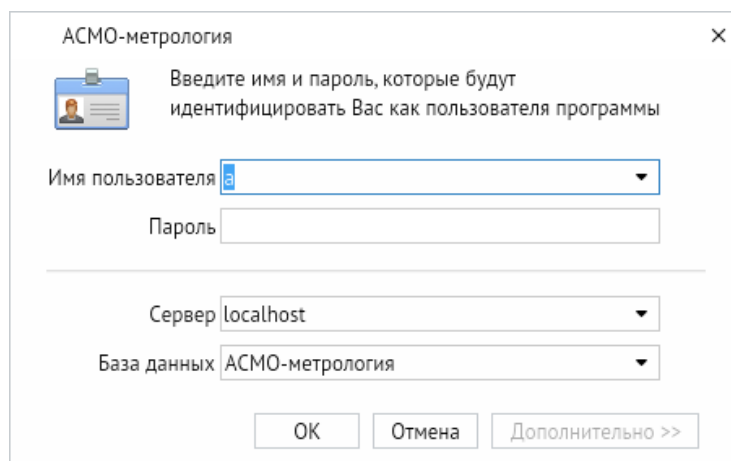 АСМО-метрология
Введите имя и пароль, которые будут
идентифицировать Вас как пользователя программы
Имя пользователя a
Пароль
Сервер localhost
База данных АСМО-метрология
OK Отмена Дополнительно >>